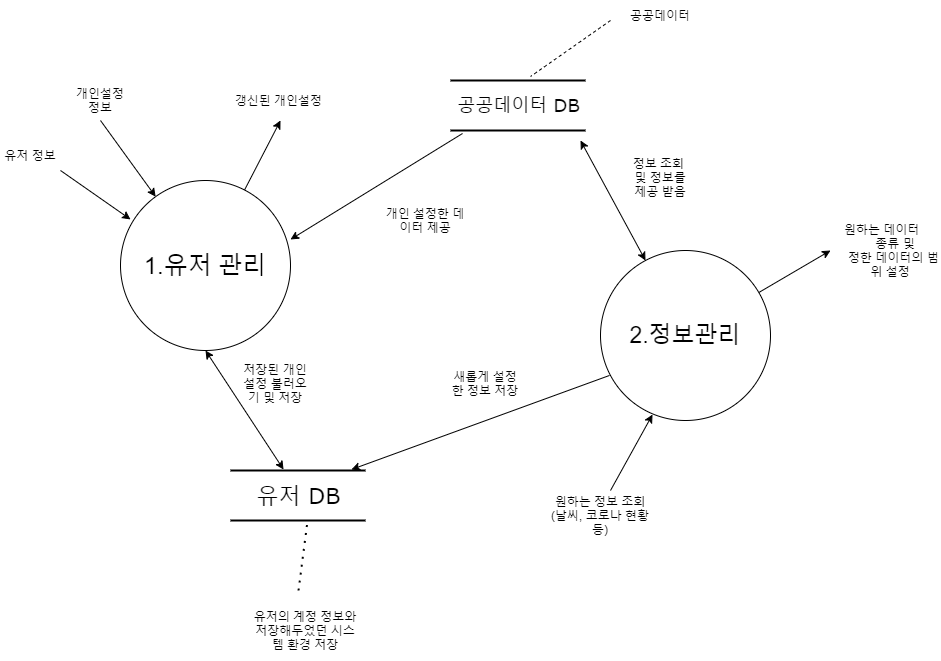 공공데이터
공공데이터 DB
개인설정
정보
갱신된 개인설정
유저 정보
정보 조회
및 정보를
제공 받음
개인 설정한 데
이터 제공
1.유저 관리
원하는 데이터
종류 및
정한 데이터의 범
위 설정
2.정보관리
저장된 개인
설정 불러오
기 및 저장
새롭게 설정
한 정보 저장
유저 DB
원하는 정보 조회
(날씨, 코로나 현황
등)
유저의 계정 정보와
저장해두었던 시스
템 환경 저장